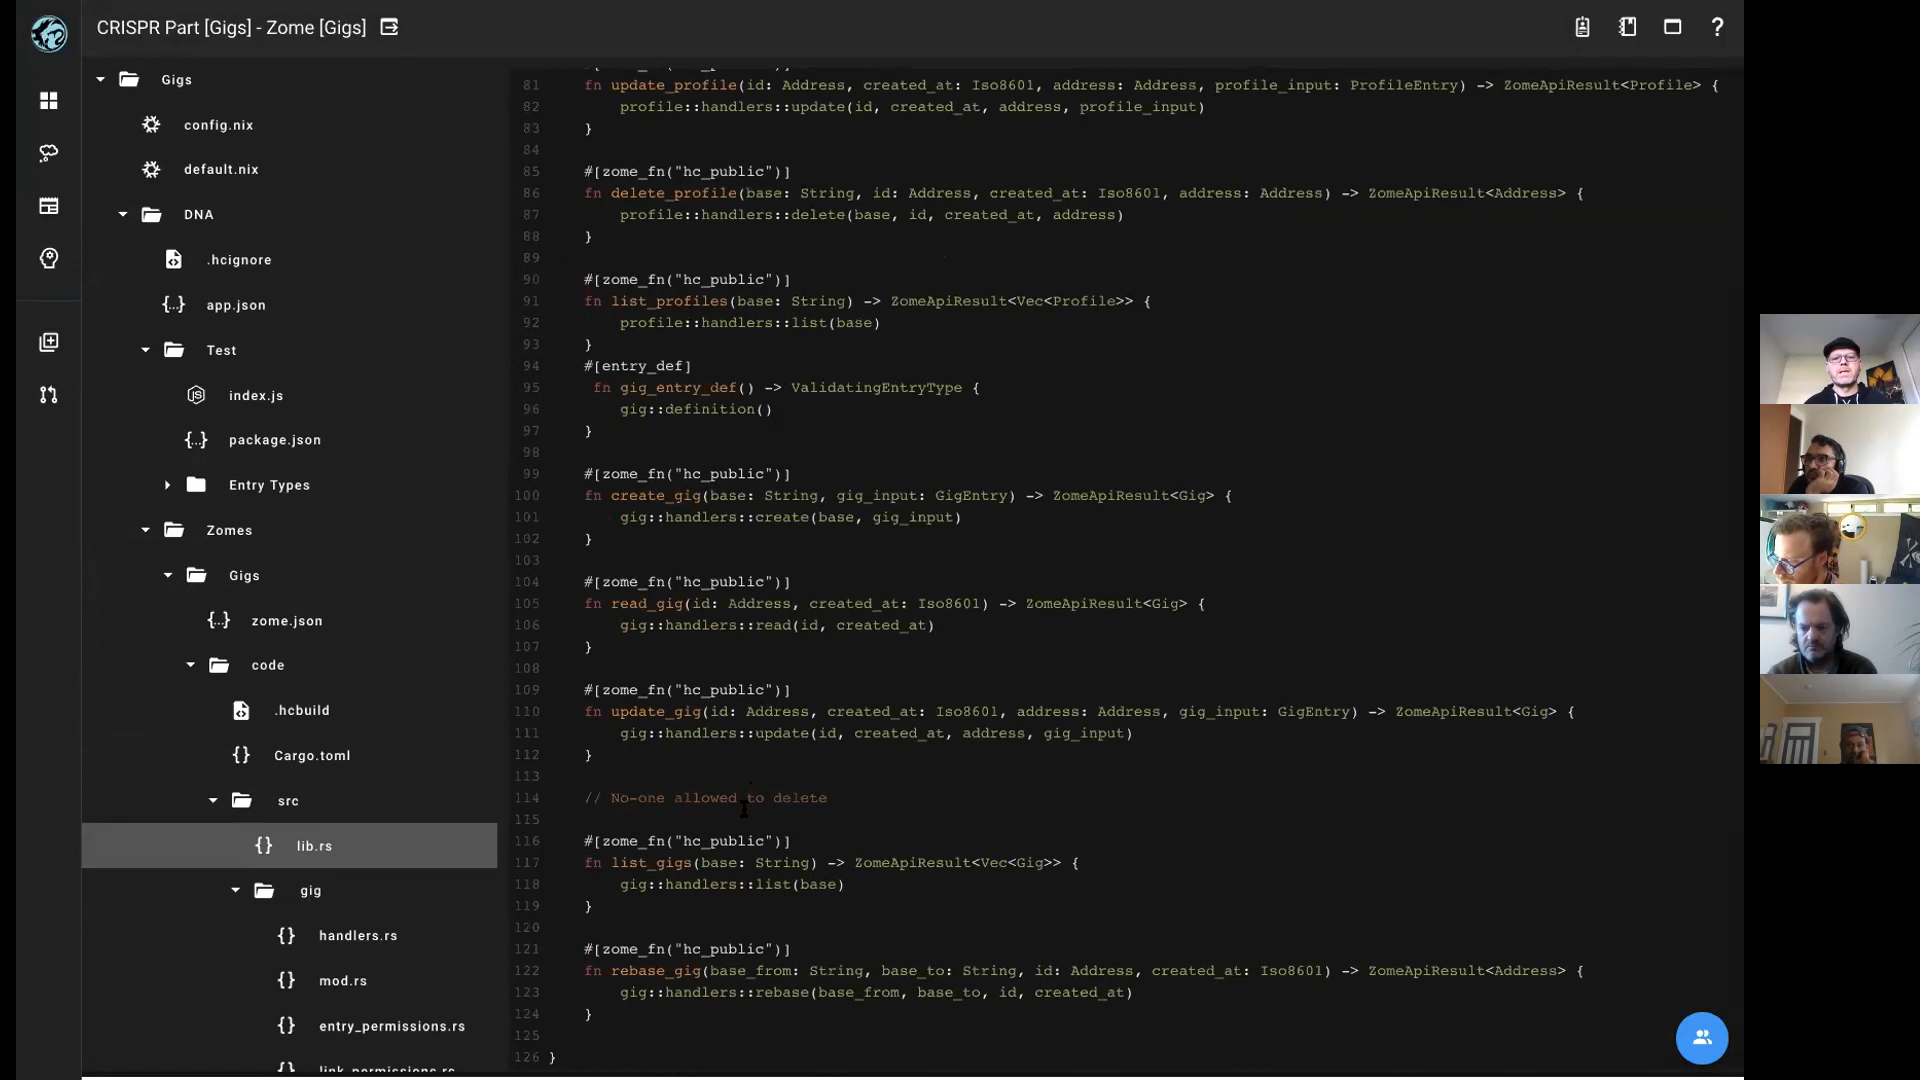 CRISPR Part [Gigs] - Zome [Gigs]
?
Gigs
config.nix
default.nix
DNA
.hcignore
app.json
Test
index.js
package.json
Entry Types
Zomes
Gigs
zome.json
code
.hcbuild
Cargo.toml
src
lib.rs
gig
handlers.rs
mod.rs
entry_permissions.rs
link_permissions.rs
81 fn update_profile(id: Address, created_at: Iso8601, address: Address, profile_input: ProfileEntry) -> ZomeApiResult<Profile> {
82 profile::handlers::update(id, created_at, address, profile_input)
83 }
84
85 #[zome_fn("hc_public")]
86 fn delete_profile(base: String, id: Address, created_at: Iso8601, address: Address) -> ZomeApiResult<Address> {
87 profile::handlers::delete(base, id, created_at, address)
88 }
89
90 #[zome_fn("hc_public")]
91 fn list_profiles(base: String) -> ZomeApiResult<Vec<Profile>> {
92 profile::handlers::list(base)
93 }
94 #[entry_def]
95 fn gig_entry_def() -> ValidatingEntryType {
96 gig::definition()
97 }
98
99 #[zome_fn("hc_public")]
100 fn create_gig(base: String, gig_input: GigEntry) -> ZomeApiResult<Gig> {
101 gig::handlers::create(base, gig_input)
102 }
103
104 #[zome_fn("hc_public")]
105 fn read_gig(id: Address, created_at: Iso8601) -> ZomeApiResult<Gig> {
106 gig::handlers::read(id, created_at)
107 }
108
109 #[zome_fn("hc_public")]
110 fn update_gig(id: Address, created_at: Iso8601, address: Address, gig_input: GigEntry) -> ZomeApiResult<Gig> {
111 gig::handlers::update(id, created_at, address, gig_input)
112 }
113
114 // No-one allowed to delete
115
116 #[zome_fn("hc_public")]
117 fn list_gigs(base: String) -> ZomeApiResult<Vec<Gig>> {
118 gig::handlers::list(base)
119 }
120
121 #[zome_fn("hc_public")]
122 fn rebase_gig(base_from: String, base_to: String, id: Address, created_at: Iso8601) -> ZomeApiResult<Address> {
123 gig::handlers::rebase(base_from, base_to, id, created_at)
124 }
125
126 }